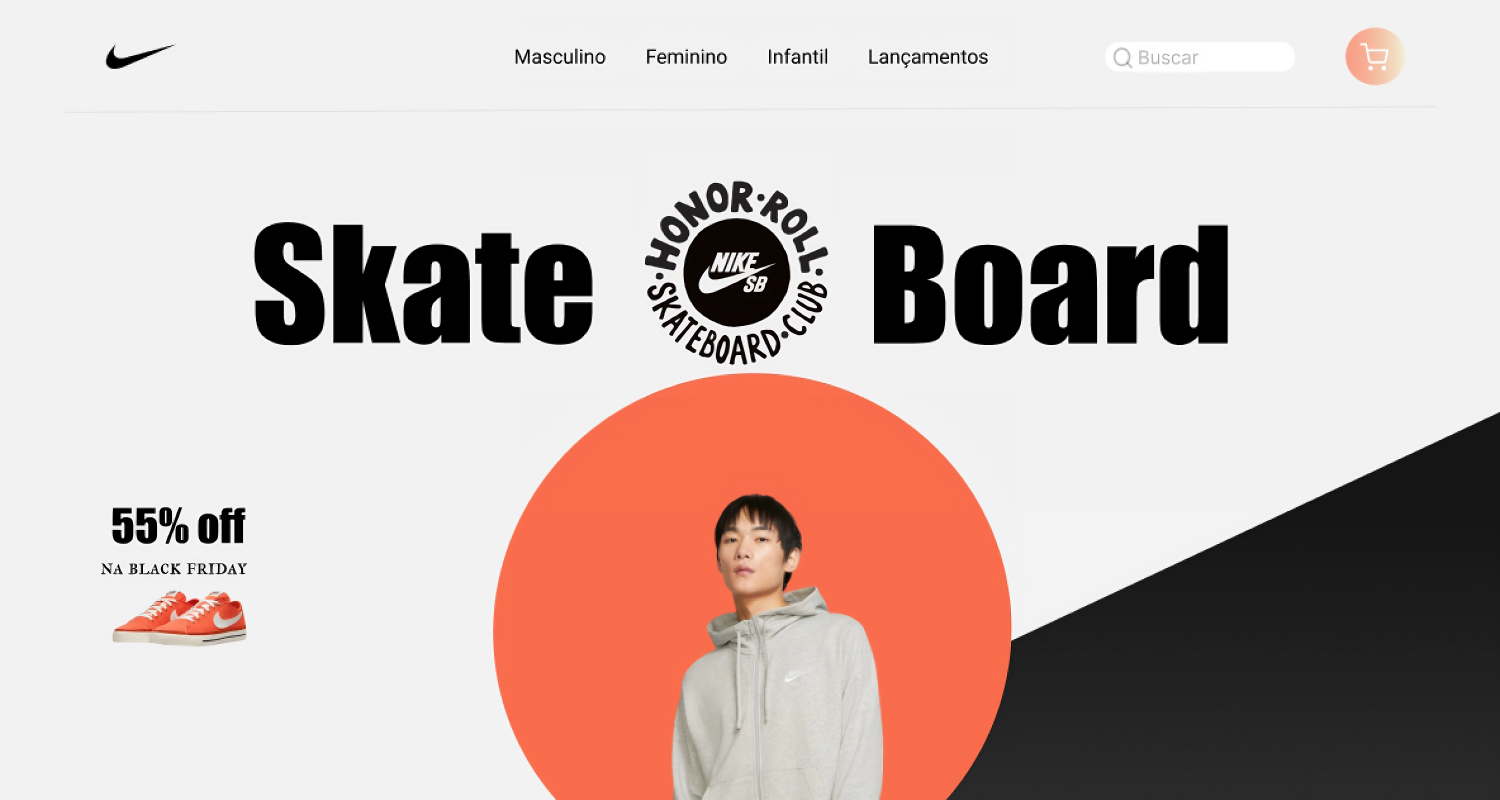 Masculino Feminino Infantil Lançamentos Buscar
Skate Board
HONOR·ROLL·
SKATEBOARD·CLUB·
NIKE
SB
55% off
NA BLACK FRIDAY